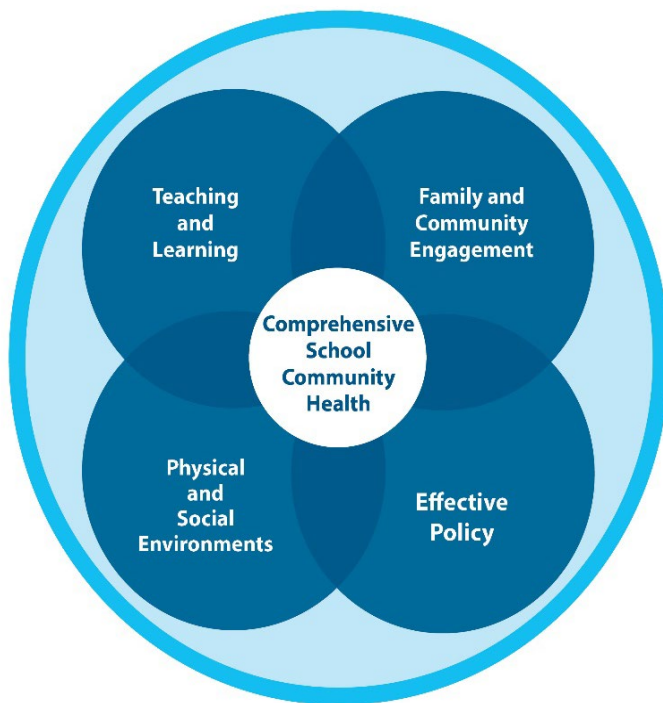 Teaching
and
Learning
Family and
Community
Engagement
Comprehensive
School
Community
Health
Physical
and
Social
Environments
Effective
Policy